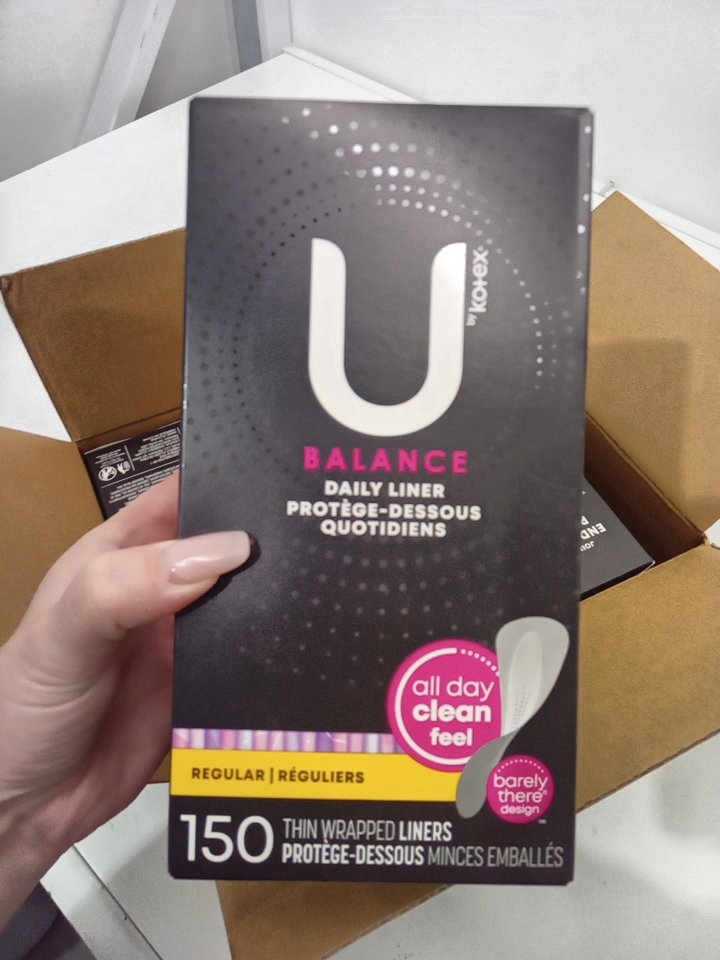 U
by kotex
BALANCE
DAILY LINER
PROTÈGE-DESSOUS
QUOTIDIENS
all day
clean
feel
barely
there®
design
™
REGULAR | RÉGULIERS
150 THIN WRAPPED LINERS
PROTÈGE-DESSOUS MINCES EMBALLÉS